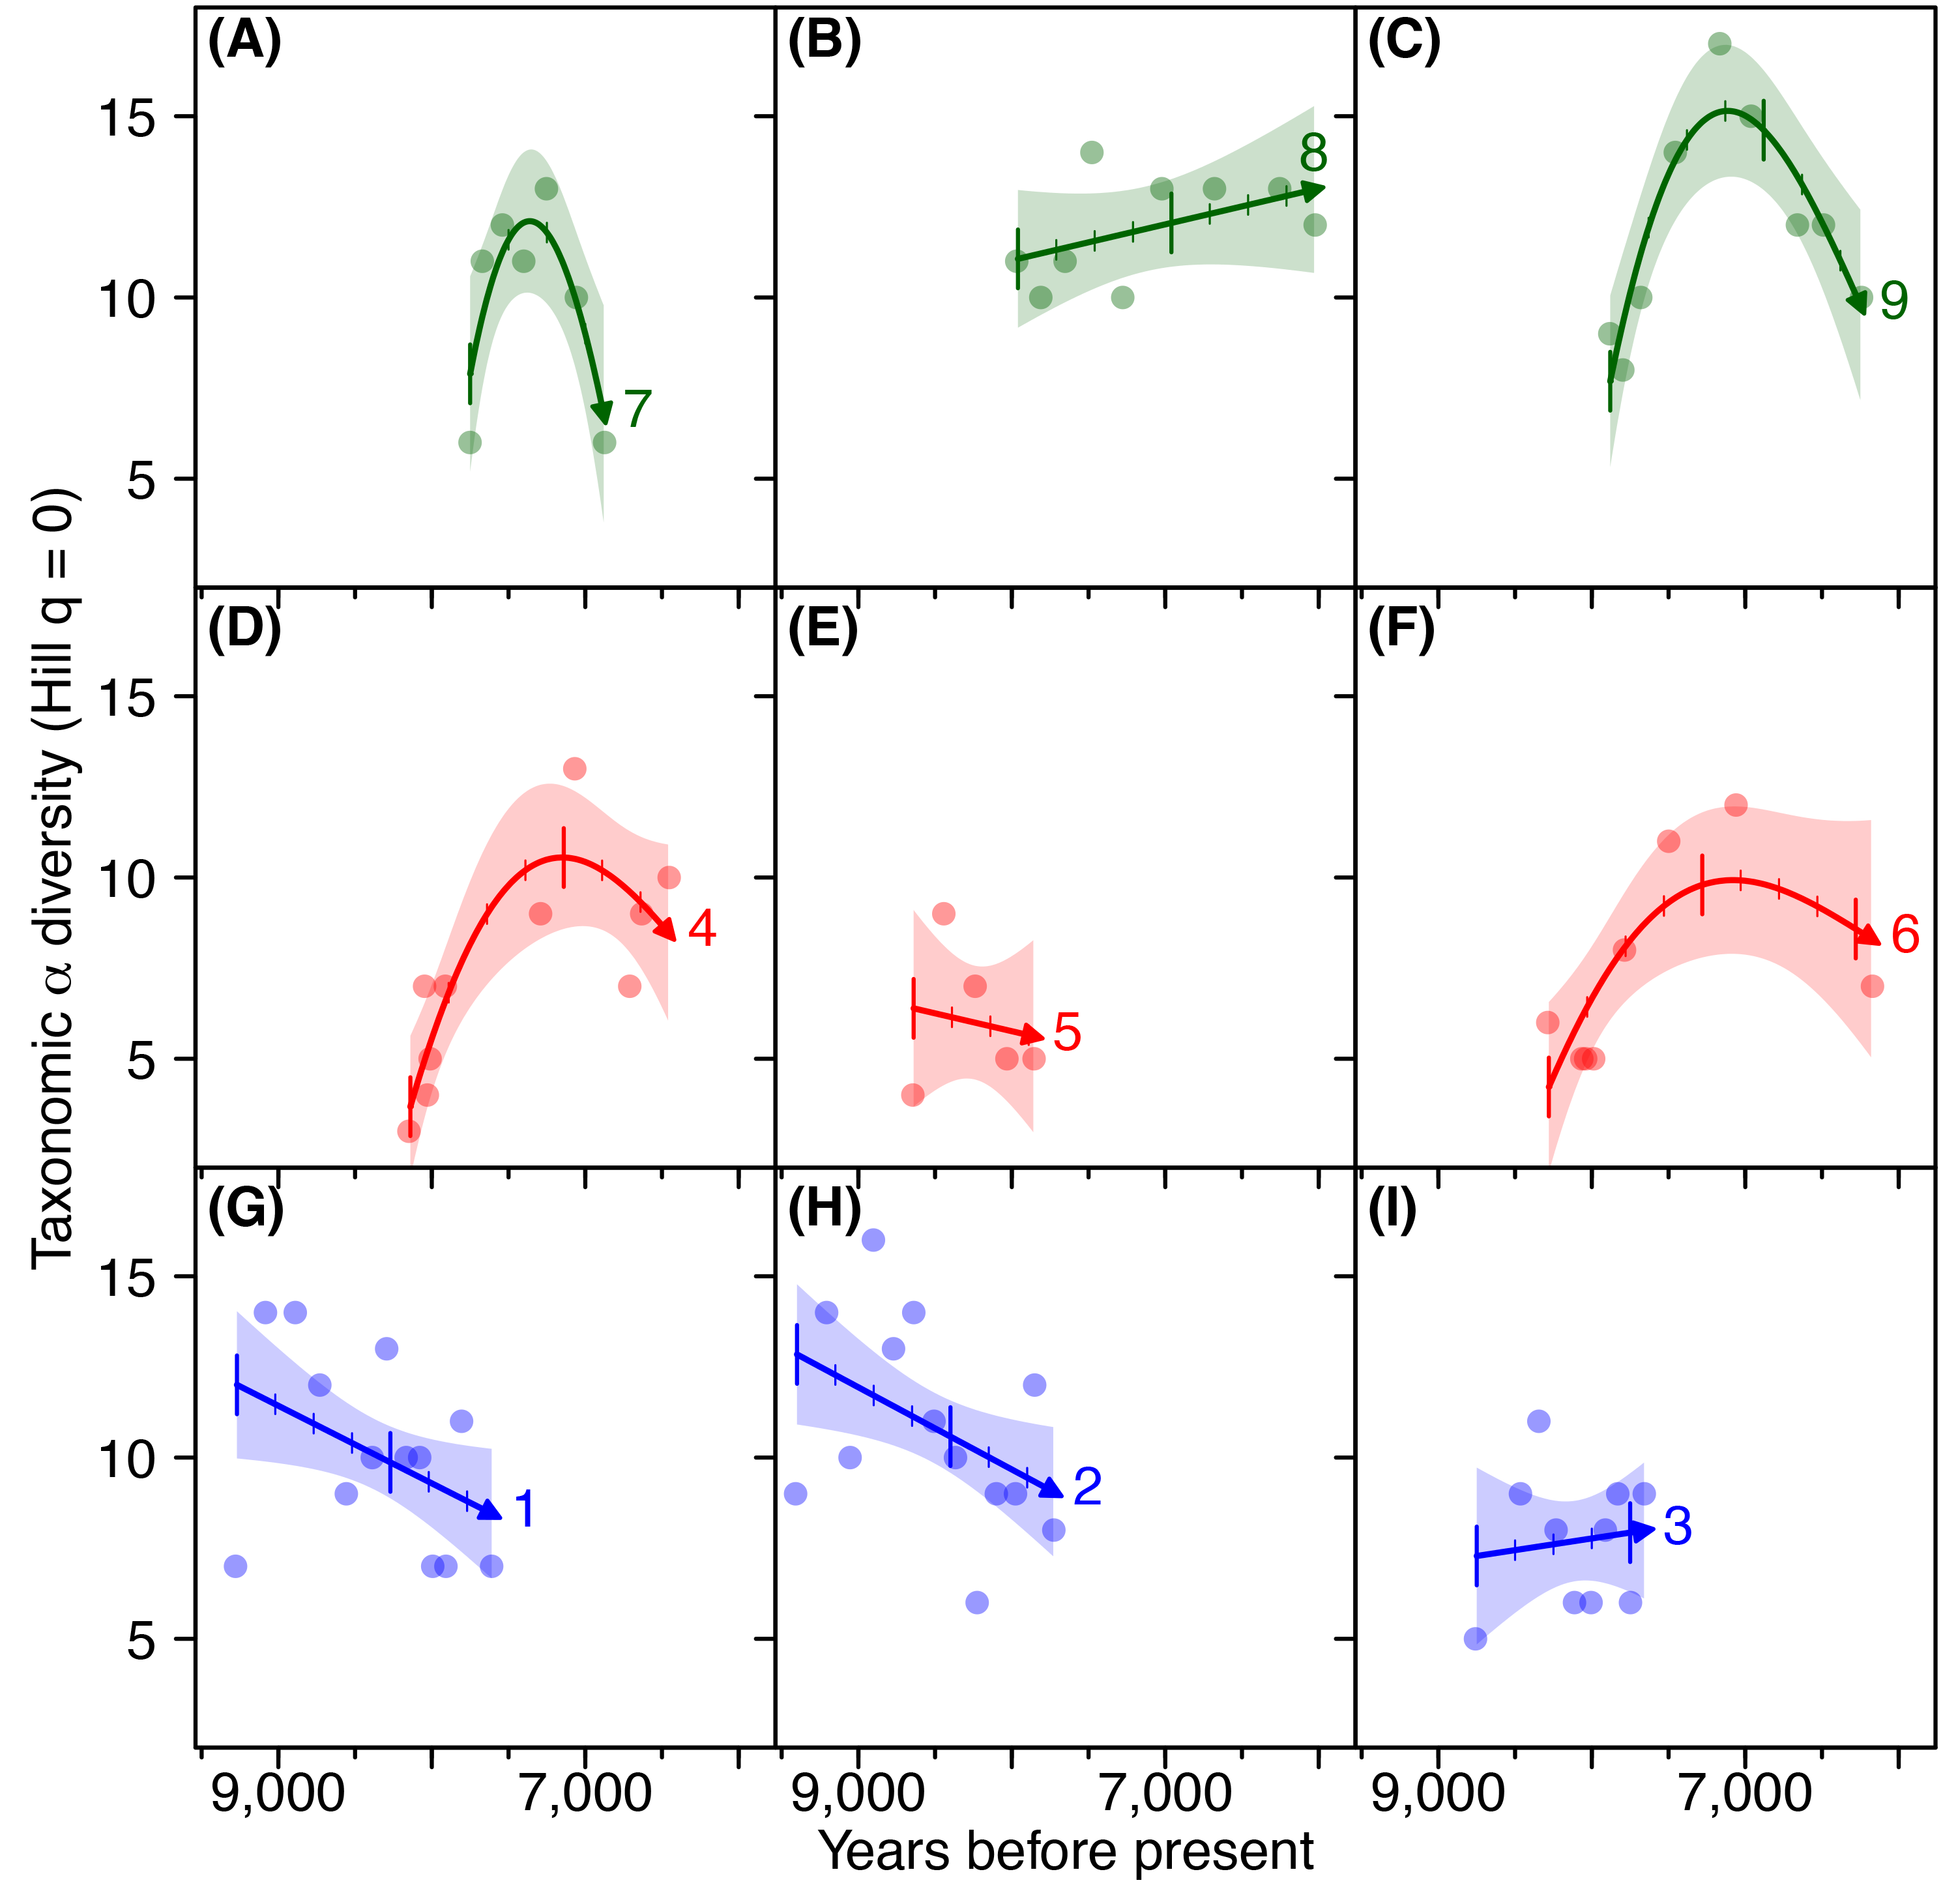 Taxonomic α diversity (Hill q = 0)
(A)
(B)
(C)
15
10
5
7
8
9
(D)
(E)
(F)
15
10
5
4
5
6
(G)
(H)
(I)
15
10
5
1
2
3
9,000
7,000
9,000
7,000
9,000
7,000
Years before present